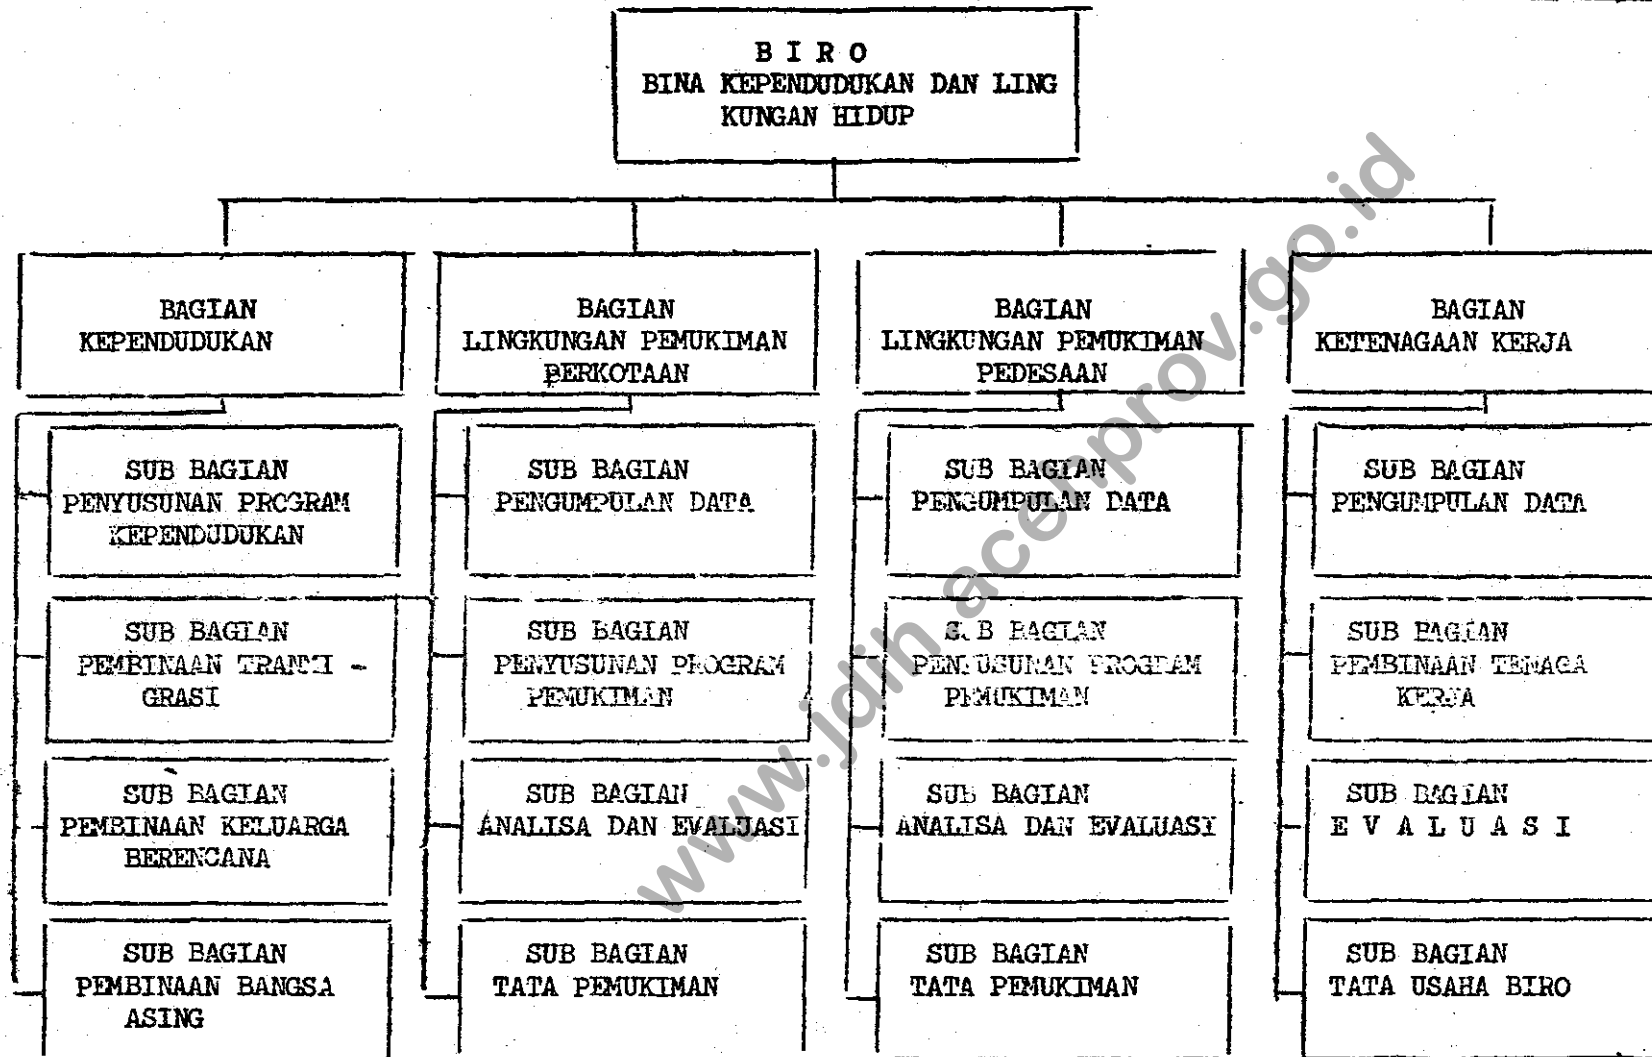 B I R O
BINA KEPENDUDUKAN DAN LING
KUNGAN HIDUP
BAGIAN
KEPENDUDUKAN
BAGIAN
LINGKUNGAN PEMUKIMAN
BERKOTAAN
BAGIAN
LINGKUNGAN PEMUKIMAN
PEDESAAN
BAGIAN
KETENAGAAN KERJA
SUB BAGIAN
PENYUSUNAN PROGRAM
KEPENDUDUKAN
SUB BAGIAN
PENGUMPULAN DATA
SUB BAGIAN
PENGUMPULAN DATA
SUB BAGIAN
PENGUMPULAN DATA
SUB BAGIAN
PEMBINAAN TRANMI -
GRASI
SUB BAGIAN
PENYUSUNAN PROGRAM
PEMUKIMAN
SUB BAGIAN
PENYUSUNAN PROGRAM
PEMUKIMAN
SUB BAGIAN
PEMBINAAN TENAGA
KERJA
SUB BAGIAN
PEMBINAAN KELUARGA
BERENCANA
SUB BAGIAN
ANALISA DAN EVALUASI
SUB BAGIAN
ANALISA DAN EVALUASI
SUB BAGIAN
E V A L U A S I
SUB BAGIAN
PEMBINAAN BANGSA
ASING
SUB BAGIAN
TATA PEMUKIMAN
SUB BAGIAN
TATA PEMUKIMAN
SUB BAGIAN
TATA USAHA BIRO
www.jdih.acehprov.go.id